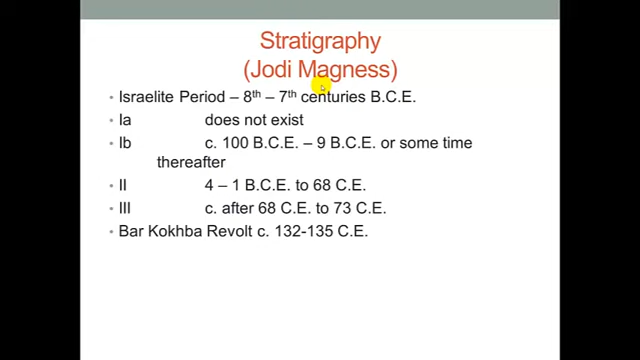 Stratigraphy
(Jodi Magness)
• Israelite Period – 8th – 7th centuries B.C.E.
• Ia does not exist
• Ib c. 100 B.C.E. – 9 B.C.E. or some time
thereafter
• II 4 – 1 B.C.E. to 68 C.E.
• III c. after 68 C.E. to 73 C.E.
• Bar Kokhba Revolt c. 132-135 C.E.